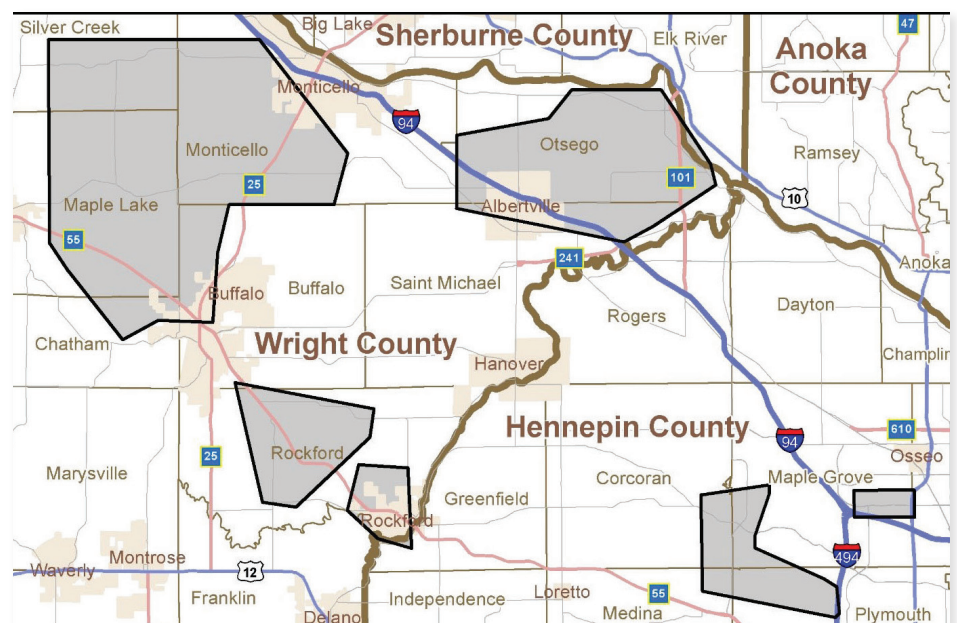 Silver Creek
Big Lake
Sherburne County
Elk River
47
Anoka
County
Monticello
94
Monticello
Otsego
Ramsey
25
101
Maple Lake
Albertville
10
55
241
Anoka
Buffalo
Buffalo
Saint Michael
Rogers
Dayton
Chatham
Wright County
Hanover
Champlin
Hennepin County
610
94
Osseo
Rockford
25
Marysville
Corcoran
Maple Grove
Greenfield
Rockford
Montrose
494
Waverly
12
Franklin
Independence
Loretto
55
Delano
Medina
Plymouth